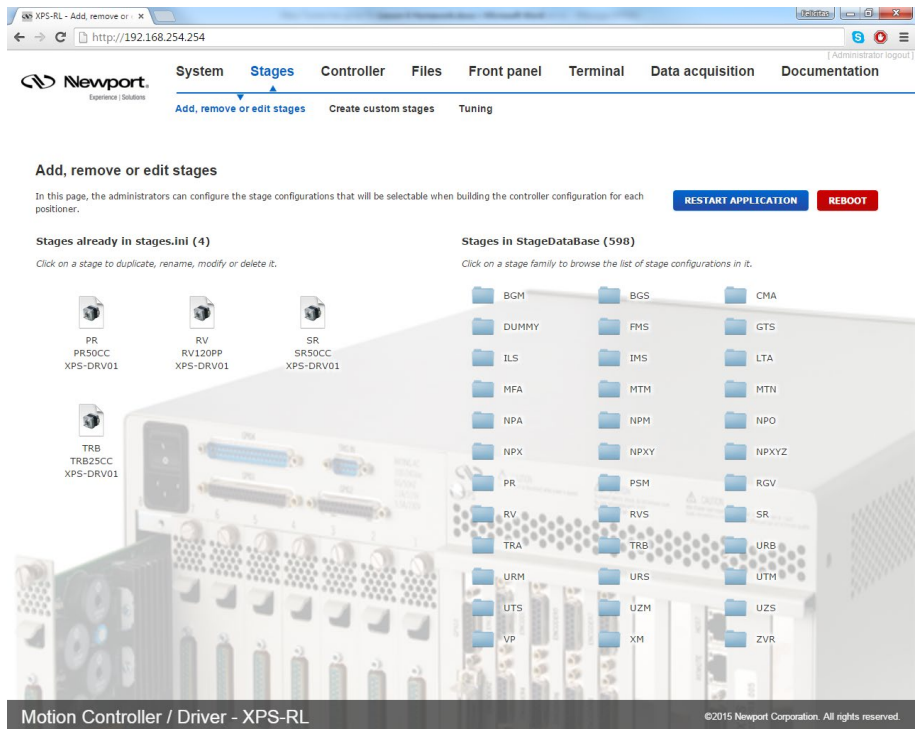 XPS-RL - Add, remove or
Felicitas
http://192.168.254.254
[ Administrator logout ]
Newport.
Experience | Solutions
System Stages Controller Files Front panel Terminal Data acquisition Documentation
Add, remove or edit stages Create custom stages Tuning
Add, remove or edit stages
In this page, the administrators can configure the stage configurations that will be selectable when building the controller configuration for each
positioner.
RESTART APPLICATION REBOOT
Stages already in stages.ini (4)
Click on a stage to duplicate, rename, modify or delete it.
PR RV SR
PR50CC RV120PP SR50CC
XPS-DRV01 XPS-DRV01 XPS-DRV01
TRB
TRB25CC
XPS-DRV01
Stages in StageDataBase (598)
Click on a stage family to browse the list of stage configurations in it.
BGM BGS CMA
DUMMY FMS GTS
ILS IMS LTA
MFA MTM MTN
NPA NPM NPO
NPX NPXY NPXYZ
PR PSM RGV
RV RVS SR
TRA TRB URB
URM URS UTM
UTS UZM UZS
VP XM ZVR
Motion Controller / Driver - XPS-RL
©2015 Newport Corporation. All rights reserved.